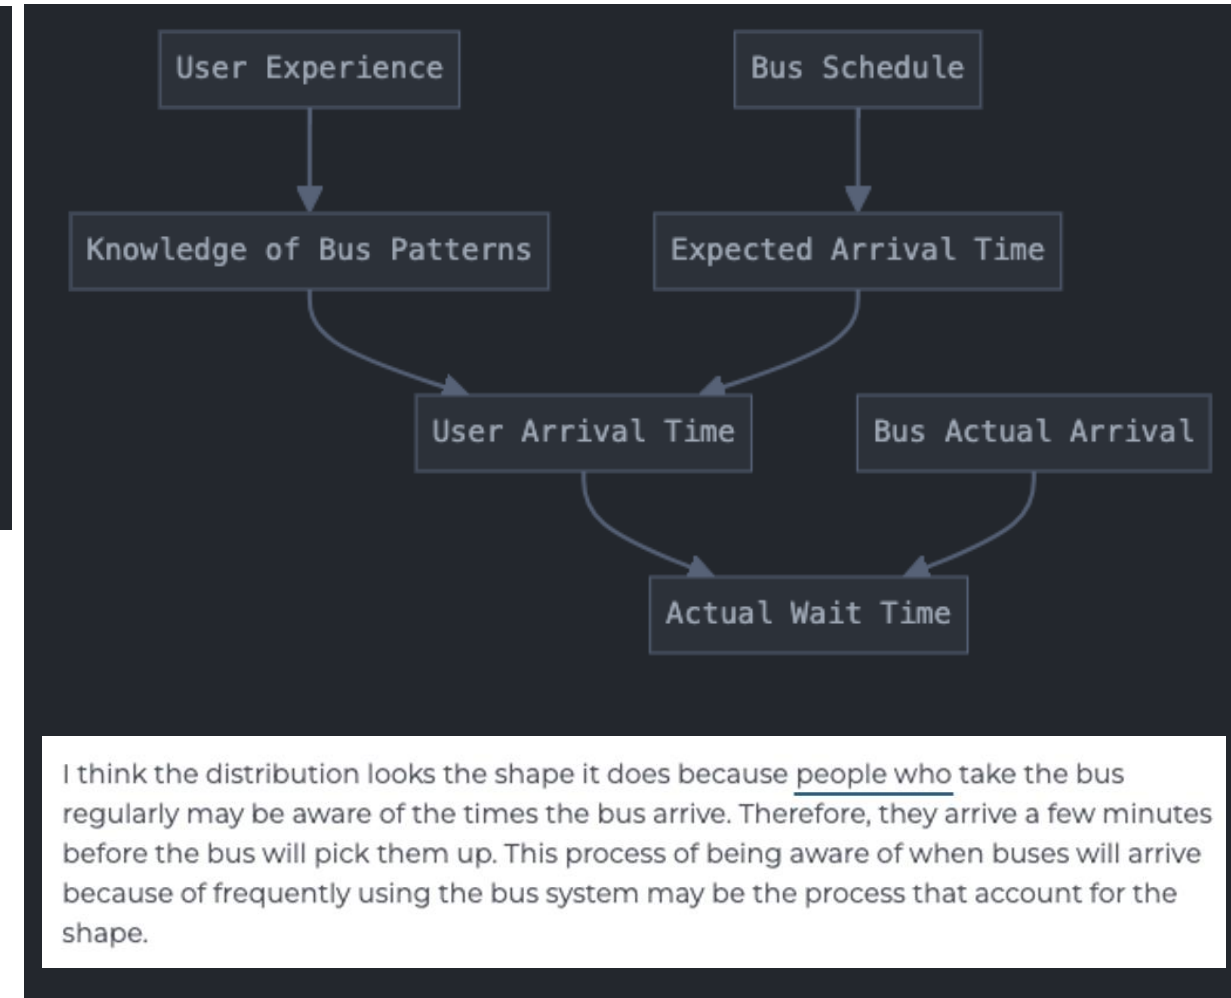 User Experience
Bus Schedule
Knowledge of Bus Patterns
Expected Arrival Time
User Arrival Time
Bus Actual Arrival
Actual Wait Time
I think the distribution looks the shape it does because people who take the bus
regularly may be aware of the times the bus arrive. Therefore, they arrive a few minutes
before the bus will pick them up. This process of being aware of when buses will arrive
because of frequently using the bus system may be the process that account for the
shape.